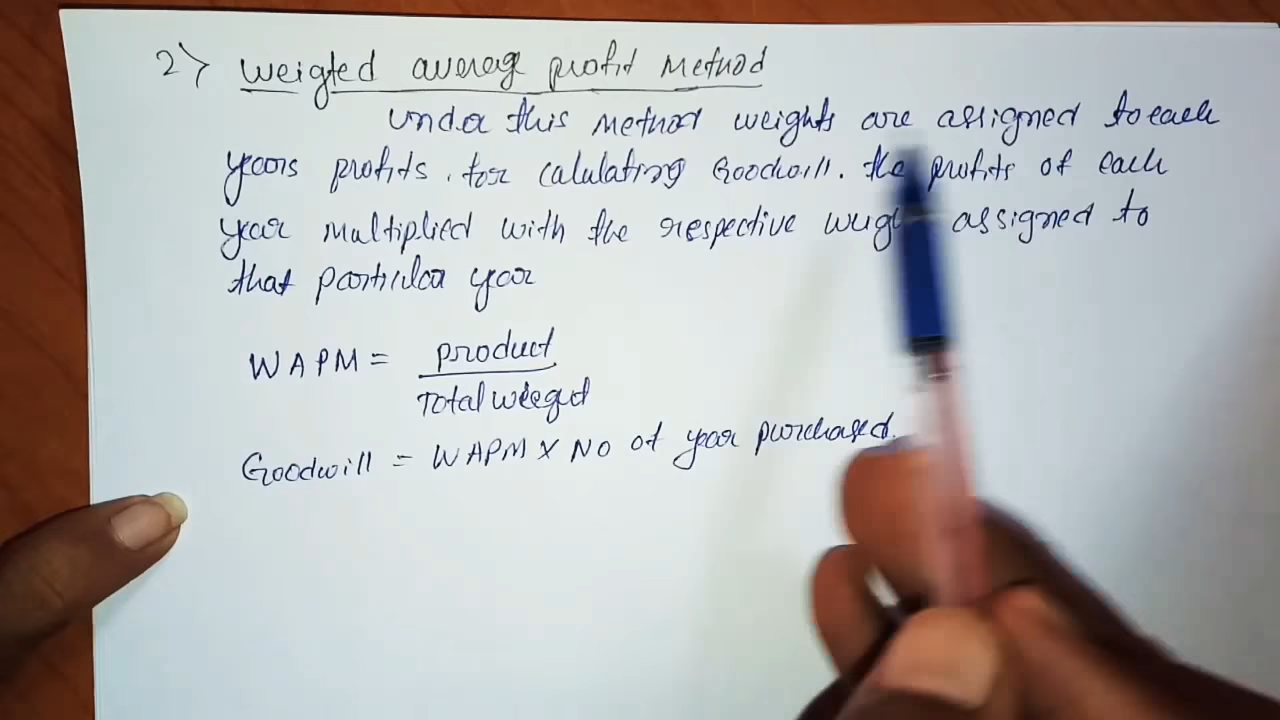 2) weigted average profit Method
under this method weights are assigned to each
years profits. for calulating Goodwill. the profits of each
year multiplied with the respective weight assigned to
that particular year
WAPM = product
Total weegut
Goodwill = WAPM X NO of year purchased.